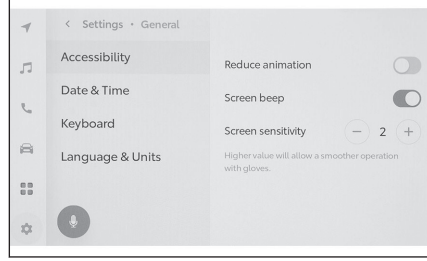 < Settings • General
Accessibility
Date & Time
Keyboard
Language & Units
Reduce animation
Screen beep
Screen sensitivity − 2 +
Higher value will allow a smoother operation
with gloves.